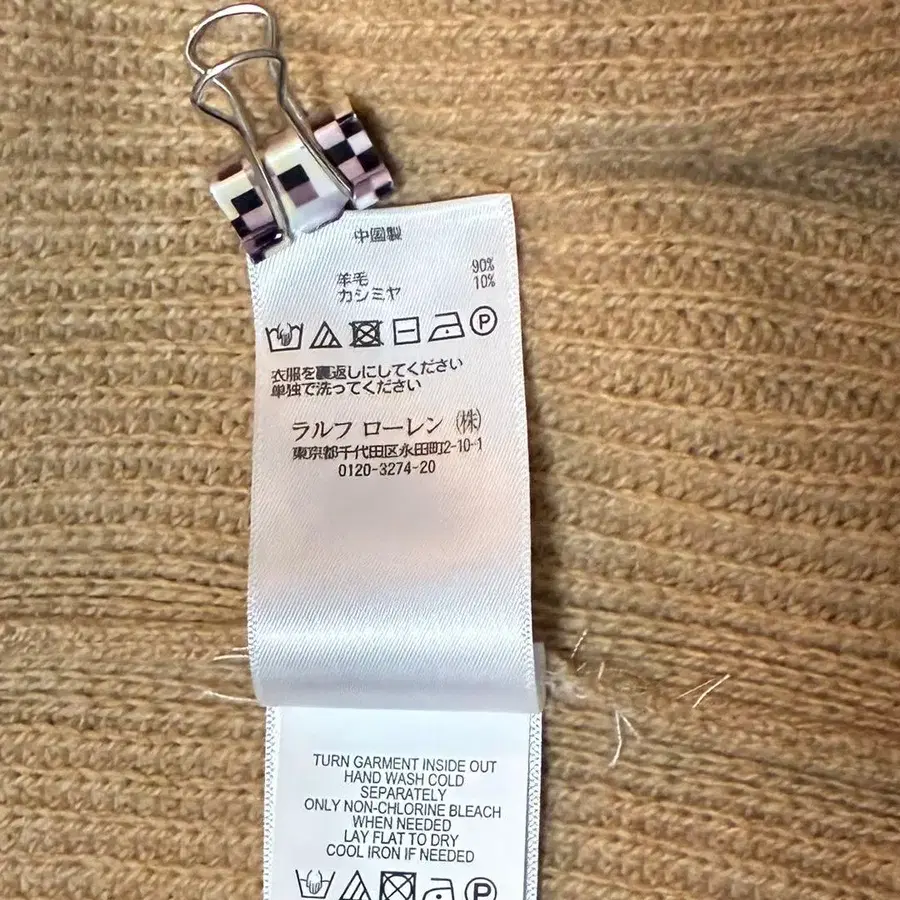 中国製
羊毛 90%
カシミヤ 10%
P
衣服を裏返しにしてください
単独で洗ってください
ラルフ ローレン ㈱
東京都千代田区永田町2-10-1
0120-3274-20
TURN GARMENT INSIDE OUT
HAND WASH COLD
SEPARATELY
ONLY NON-CHLORINE BLEACH
WHEN NEEDED
LAY FLAT TO DRY
COOL IRON IF NEEDED
P